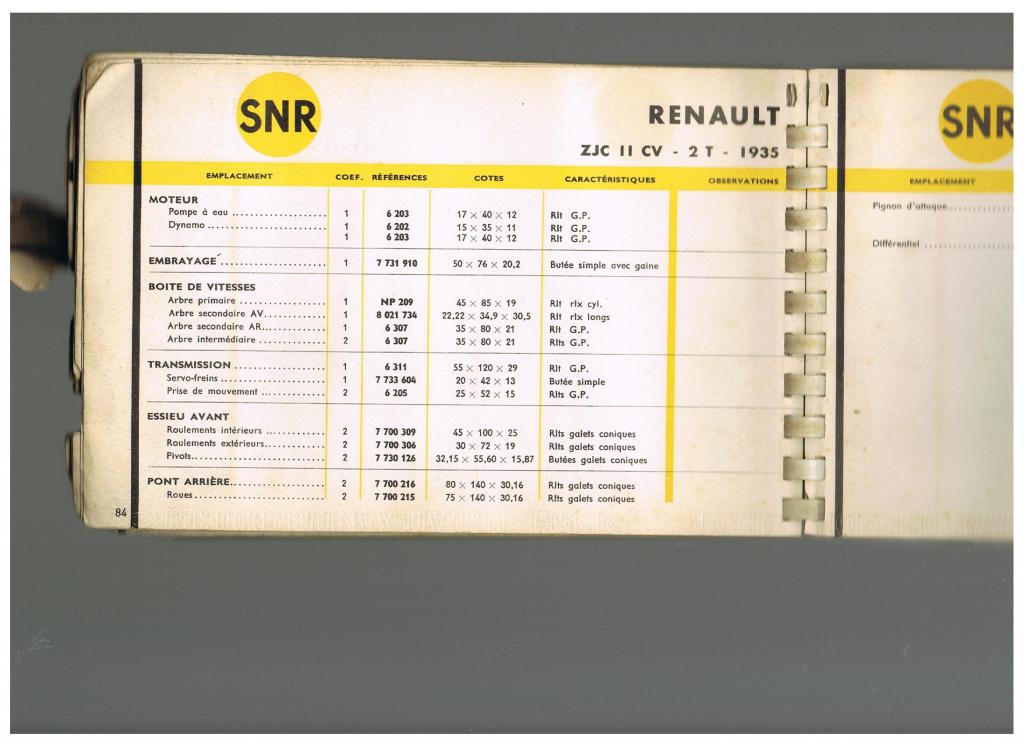 SNR
RENAULT
ZJC 11 CV - 2 T - 1935
EMPLACEMENT COEF. RÉFÉRENCES COTES CARACTÉRISTIQUES OBSERVATIONS
MOTEUR
Pompe à eau .................... 1 6 203 17 × 40 × 12 Rlt G.P.
Dynamo ......................... 1 6 202 15 × 35 × 11 Rlt G.P.
1 6 203 17 × 40 × 12 Rlt G.P.
EMBRAYAGE ...................... 1 7 731 910 50 × 76 × 20,2 Butée simple avec gaine
BOITE DE VITESSES
Arbre primaire .................. 1 NP 209 45 × 85 × 19 Rlt rlx cyl.
Arbre secondaire AV............. 1 8 021 734 22,22 × 34,9 × 30,5 Rlt rlx longs
Arbre secondaire AR............. 1 6 307 35 × 80 × 21 Rlt G.P.
Arbre intermédiaire .............. 2 6 307 35 × 80 × 21 Rlts G.P.
TRANSMISSION ................... 1 6 311 55 × 120 × 29 Rlt G.P.
Servo-freins ...................... 1 7 733 604 20 × 42 × 13 Butée simple
Prise de mouvement .............. 2 6 205 25 × 52 × 15 Rlts G.P.
ESSIEU AVANT
Roulements intérieurs ............ 2 7 700 309 45 × 100 × 25 Rlts galets coniques
Roulements extérieurs............ 2 7 700 306 30 × 72 × 19 Rlts galets coniques
Pivots............................ 2 7 730 126 32,15 × 55,60 × 15,87 Butées galets coniques
PONT ARRIÈRE.................... 2 7 700 216 80 × 140 × 30,16 Rlts galets coniques
Roues............................ 2 7 700 215 75 × 140 × 30,16 Rlts galets coniques
84
SNR
EMPLACEMENT
Pignon d'attaque................
Différentiel ....................